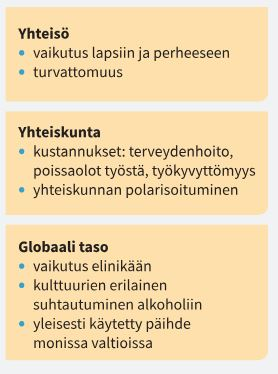 Yhteisö
• vaikutus lapsiin ja perheeseen
• turvattomuus
Yhteiskunta
• kustannukset: terveydenhoito,
poissaolot työstä, työkyvyttömyys
• yhteiskunnan polarisoituminen
Globaali taso
• vaikutus elinikään
• kulttuurien erilainen
suhtautuminen alkoholiin
• yleisesti käytetty päihde
monissa valtioissa